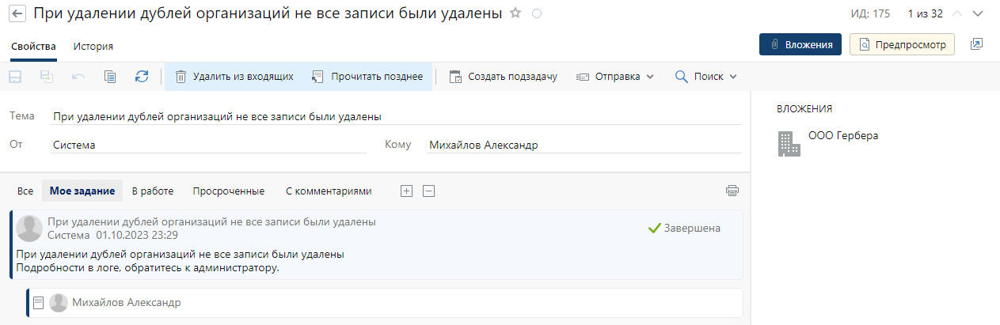 При удалении дублей организаций не все записи были удалены
ИД: 175
1 из 32
Свойства
История
Вложения
Предпросмотр
Удалить из входящих
Прочитать позднее
Создать подзадачу
Отправка
Поиск
Тема
При удалении дублей организаций не все записи были удалены
От
Система
Кому
Михайлов Александр
ВЛОЖЕНИЯ
ООО Гербера
Все
Мое задание
В работе
Просроченные
С комментариями
При удалении дублей организаций не все записи были удалены
Система 01.10.2023 23:29
Завершена
При удалении дублей организаций не все записи были удалены
Подробности в логе, обратитесь к администратору.
Михайлов Александр